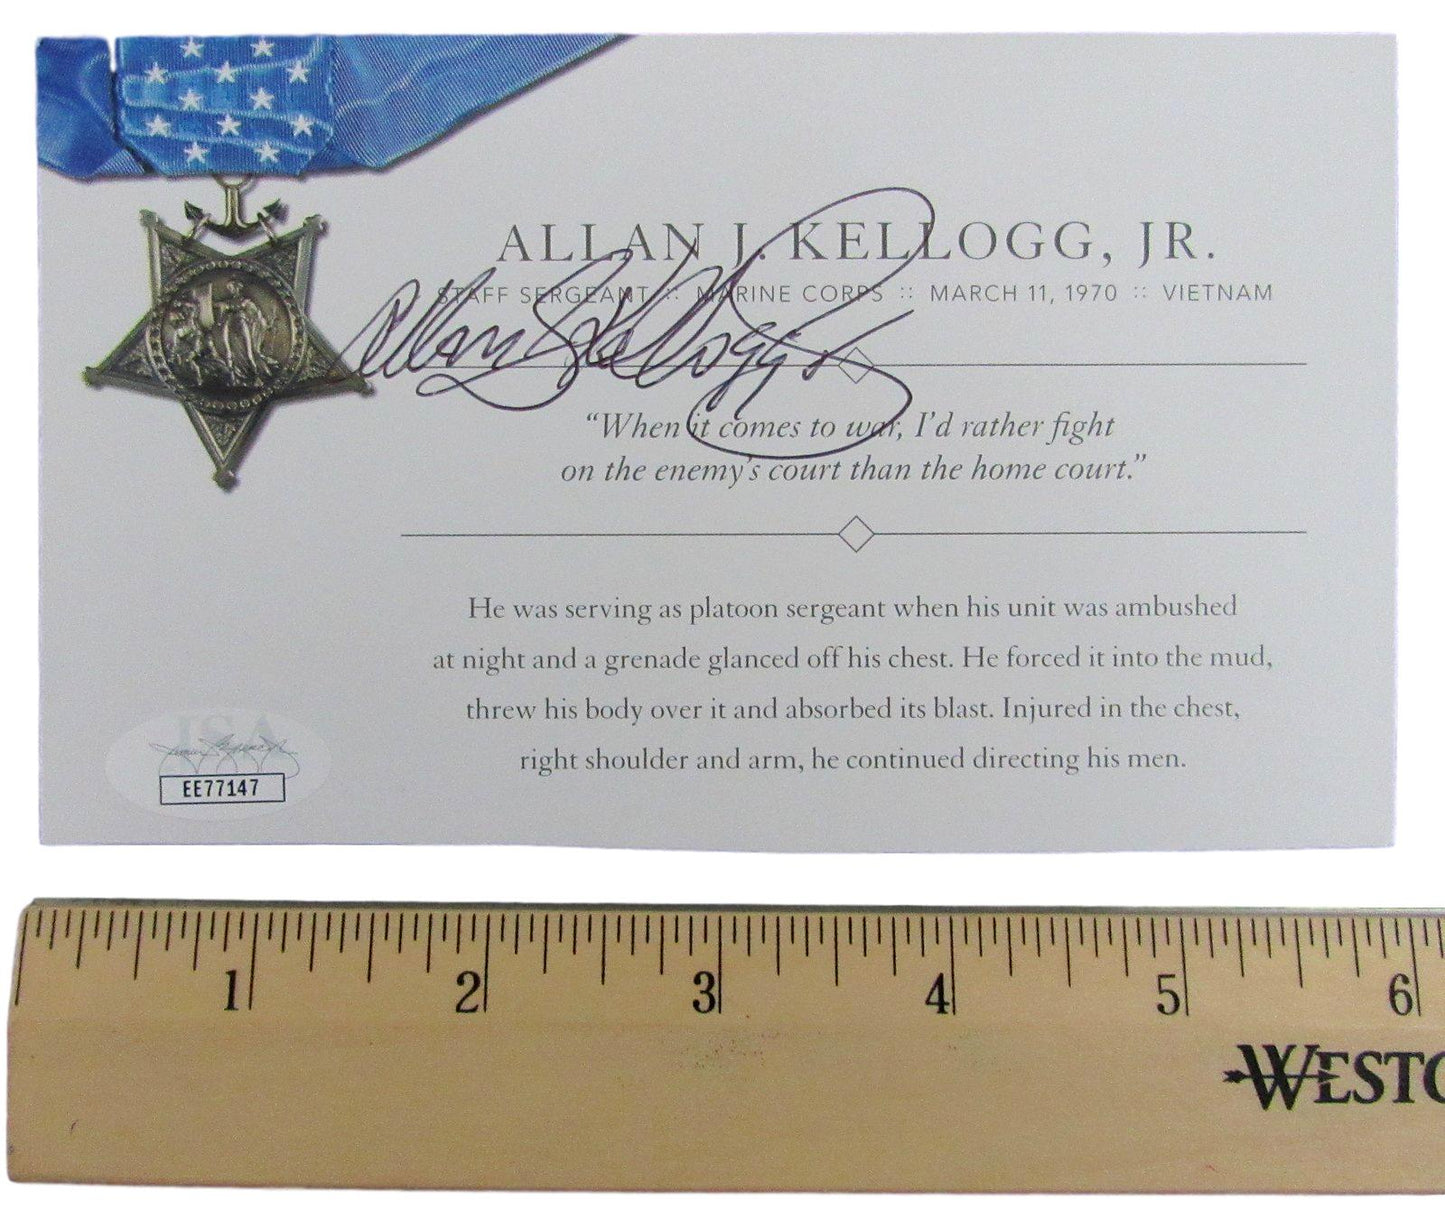 ALLAN J. KELLOGG, JR.
STAFF SERGEANT :: MARINE CORPS :: MARCH 11, 1970 :: VIETNAM
Allan J Kellogg Jr
“When it comes to war, I’d rather fight
on the enemy’s court than the home court.”
He was serving as platoon sergeant when his unit was ambushed
at night and a grenade glanced off his chest. He forced it into the mud,
threw his body over it and absorbed its blast. Injured in the chest,
right shoulder and arm, he continued directing his men.
JSA
EE77147
1 2 3 4 5 6
WESTC